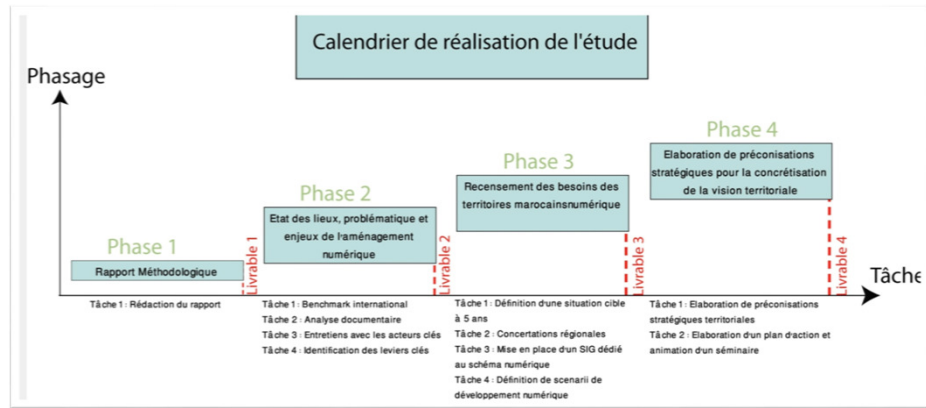 Calendrier de réalisation de l'étude
Phasage
Phase 1
Rapport Méthodologique
Livrable 1
Tâche 1 : Rédaction du rapport
Phase 2
Etat des lieux, problématique et
enjeux de l'aménagement
numérique
Livrable 2
Tâche 1 : Benchmark international
Tâche 2 : Analyse documentaire
Tâche 3 : Entretiens avec les acteurs clés
Tâche 4 : Identification des leviers clés
Phase 3
Recensement des besoins des
territoires marocainsnumérique
Livrable 3
Tâche 1 : Définition d'une situation cible
à 5 ans
Tâche 2 : Concertations régionales
Tâche 3 : Mise en place d'un SIG dédié
au schéma numérique
Tâche 4 : Définition de scenarii de
développement numérique
Phase 4
Elaboration de préconisations
stratégiques pour la concrétisation
de la vision territoriale
Livrable 4
Tâche 1 : Elaboration de préconisations
stratégiques territoriales
Tâche 2 : Elaboration d'un plan d'action et
animation d'un séminaire
Tâche